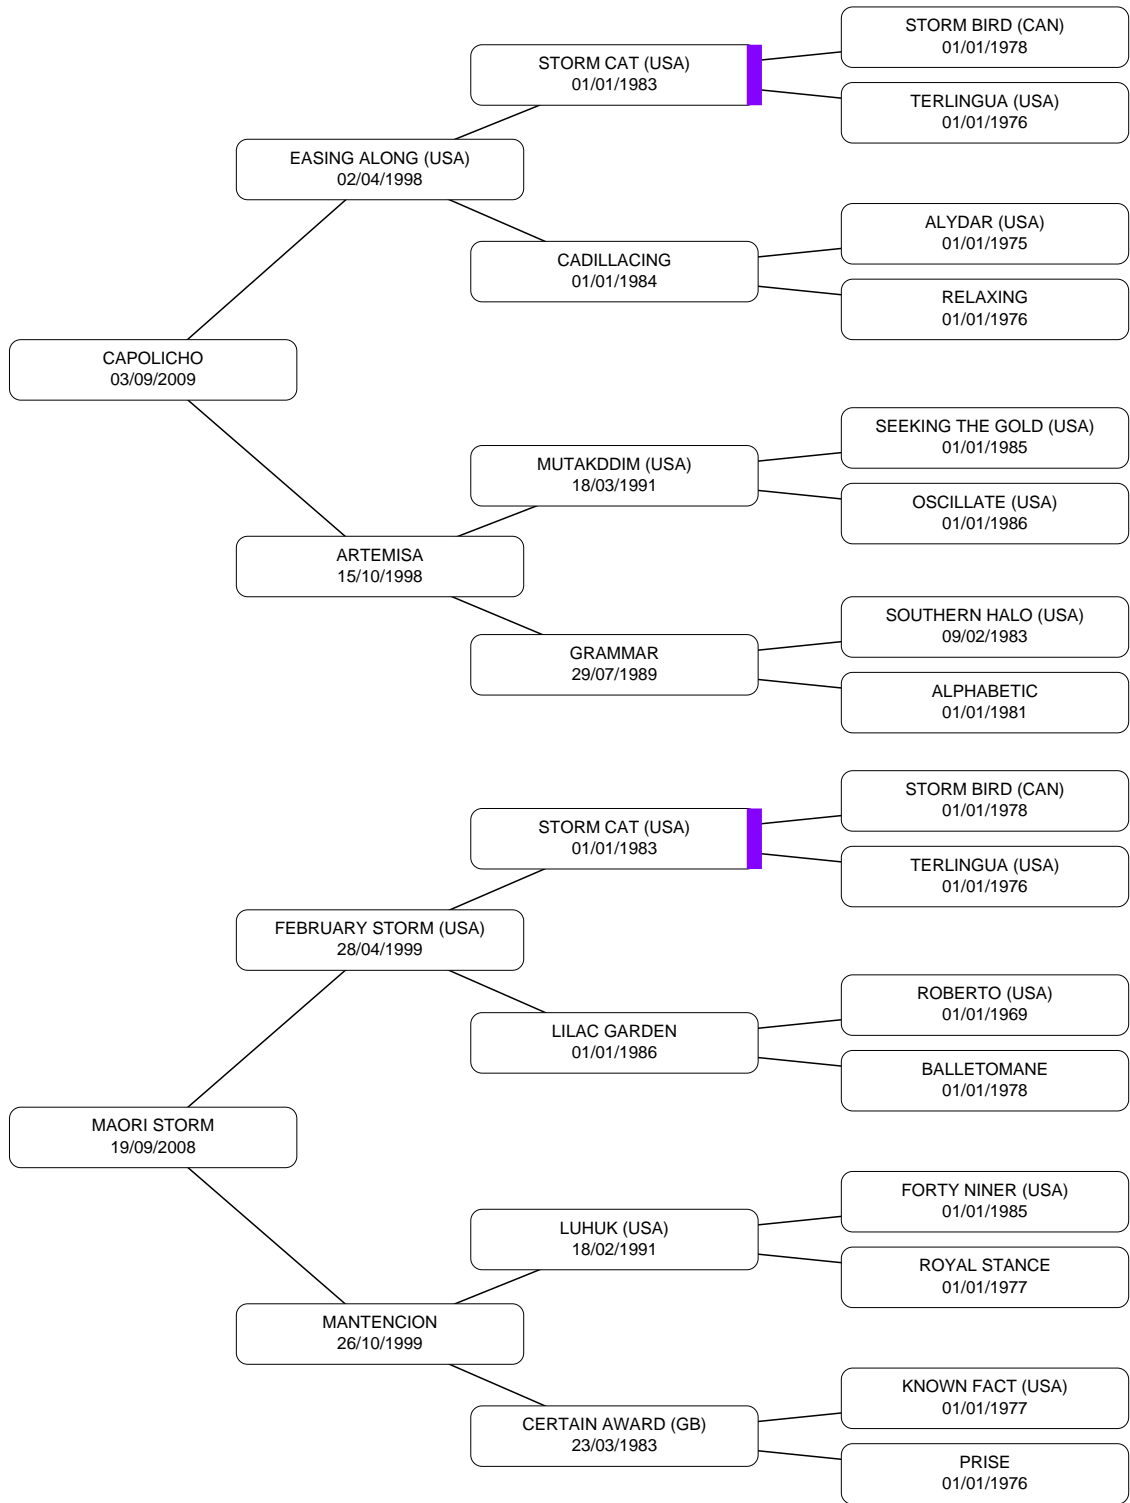 STORM BIRD (CAN)
01/01/1978
STORM CAT (USA)
01/01/1983
TERLINGUA (USA)
01/01/1976
EASING ALONG (USA)
02/04/1998
ALYDAR (USA)
01/01/1975
CADILLACING
01/01/1984
RELAXING
01/01/1976
CAPOLICHO
03/09/2009
SEEKING THE GOLD (USA)
01/01/1985
MUTAKDDIM (USA)
18/03/1991
OSCILLATE (USA)
01/01/1986
ARTEMISA
15/10/1998
SOUTHERN HALO (USA)
09/02/1983
GRAMMAR
29/07/1989
ALPHABETIC
01/01/1981
STORM BIRD (CAN)
01/01/1978
STORM CAT (USA)
01/01/1983
TERLINGUA (USA)
01/01/1976
FEBRUARY STORM (USA)
28/04/1999
ROBERTO (USA)
01/01/1969
LILAC GARDEN
01/01/1986
BALLETOMANE
01/01/1978
MAORI STORM
19/09/2008
FORTY NINER (USA)
01/01/1985
LUHUK (USA)
18/02/1991
ROYAL STANCE
01/01/1977
MANTENCION
26/10/1999
KNOWN FACT (USA)
01/01/1977
CERTAIN AWARD (GB)
23/03/1983
PRISE
01/01/1976